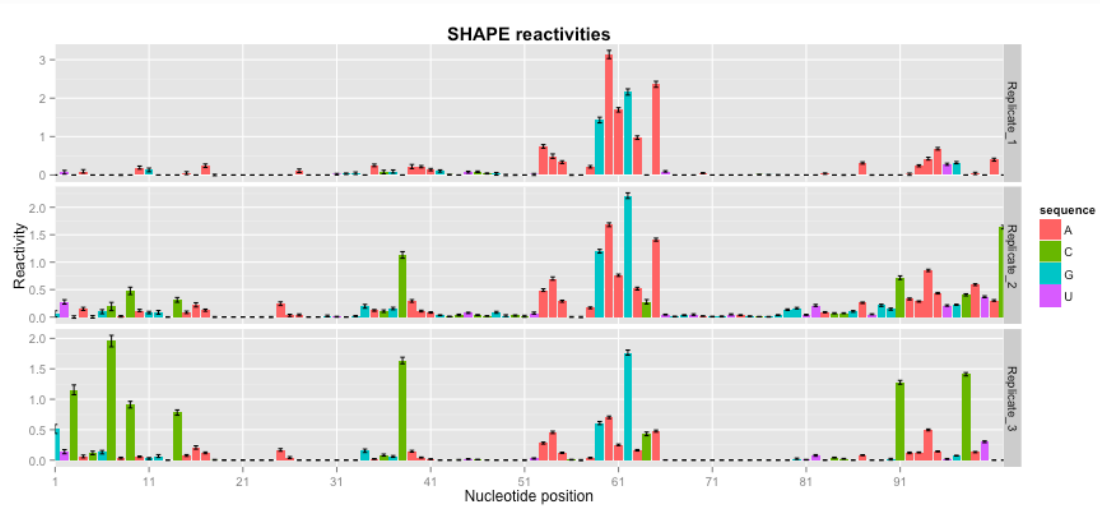 SHAPE reactivities
3
2
1
0
Replicate_1
2.0
1.5
1.0
0.5
0.0
Replicate_2
2.0
1.5
1.0
0.5
0.0
Replicate_3
Reactivity
1 11 21 31 41 51 61 71 81 91
Nucleotide position
sequence
A
C
G
U